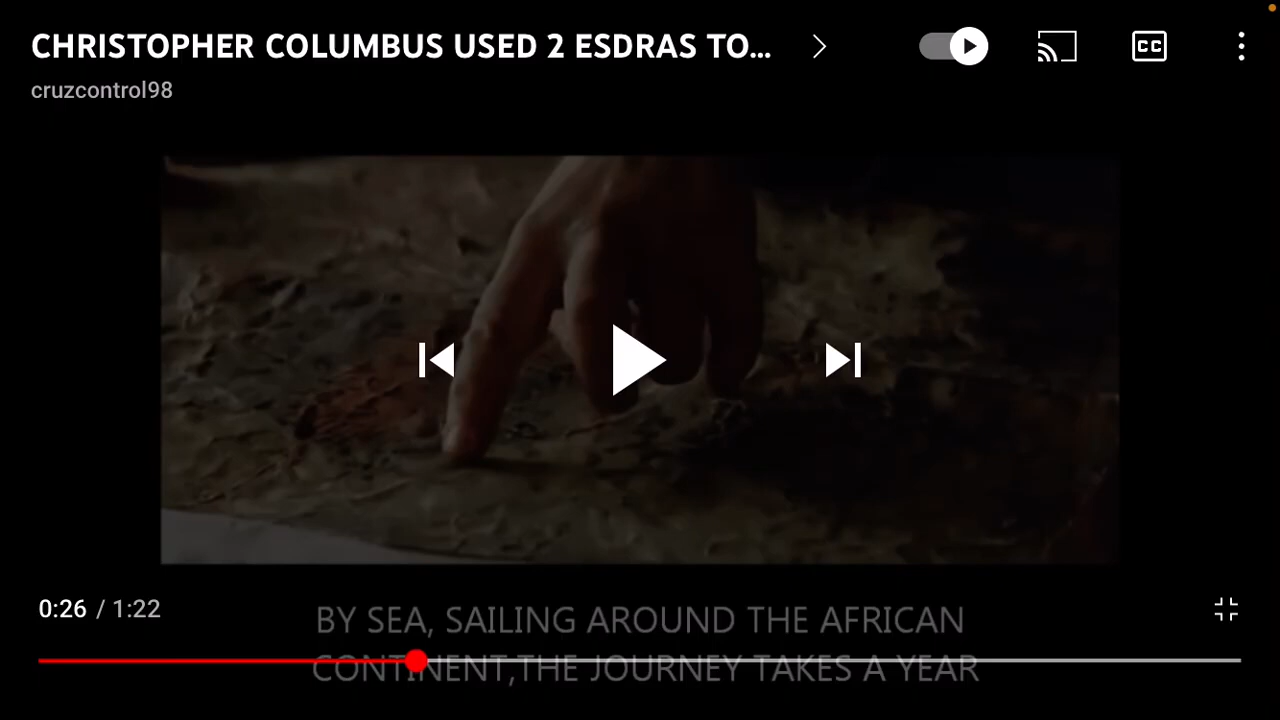 CHRISTOPHER COLUMBUS USED 2 ESDRAS TO...
CC
cruzcontrol98
0:26 / 1:22
BY SEA, SAILING AROUND THE AFRICAN
CONTINENT,THE JOURNEY TAKES A YEAR